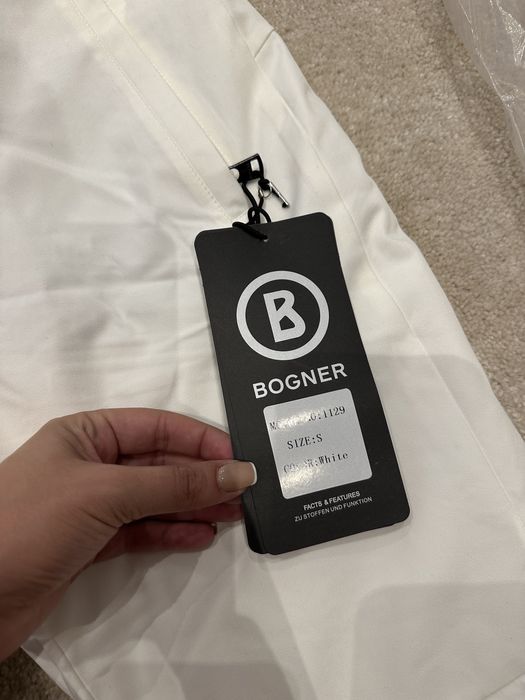 B
BOGNER
:1129
SIZE:S
:White
FACTS & FEATURES
ZU STOFFEN UND FUNKTION